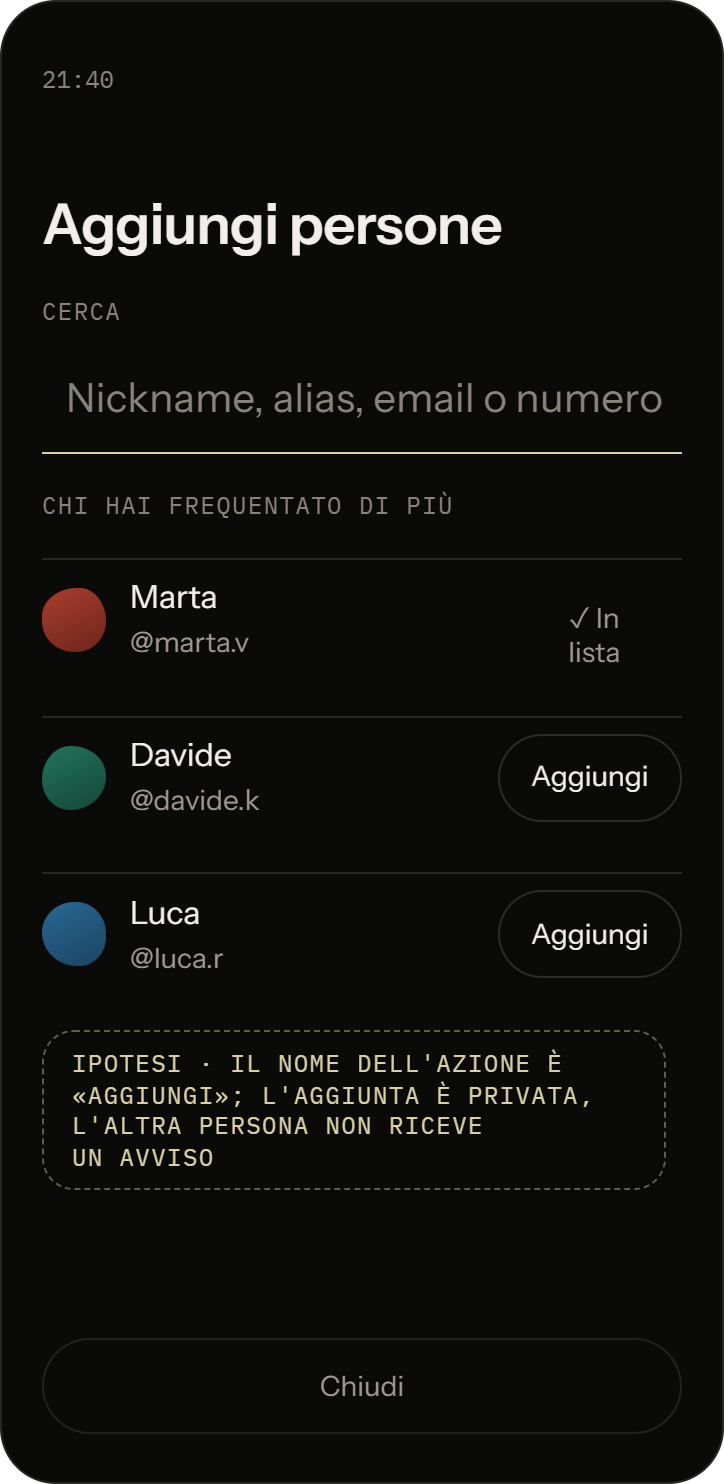 21:40
Aggiungi persone
CERCA
Nickname, alias, email o numero
CHI HAI FREQUENTATO DI PIÙ
Marta
@marta.v
✓ In
lista
Davide
@davide.k
Aggiungi
Luca
@luca.r
Aggiungi
IPOTESI · IL NOME DELL'AZIONE È
«AGGIUNGI»; L'AGGIUNTA È PRIVATA,
L'ALTRA PERSONA NON RICEVE
UN AVVISO
Chiudi